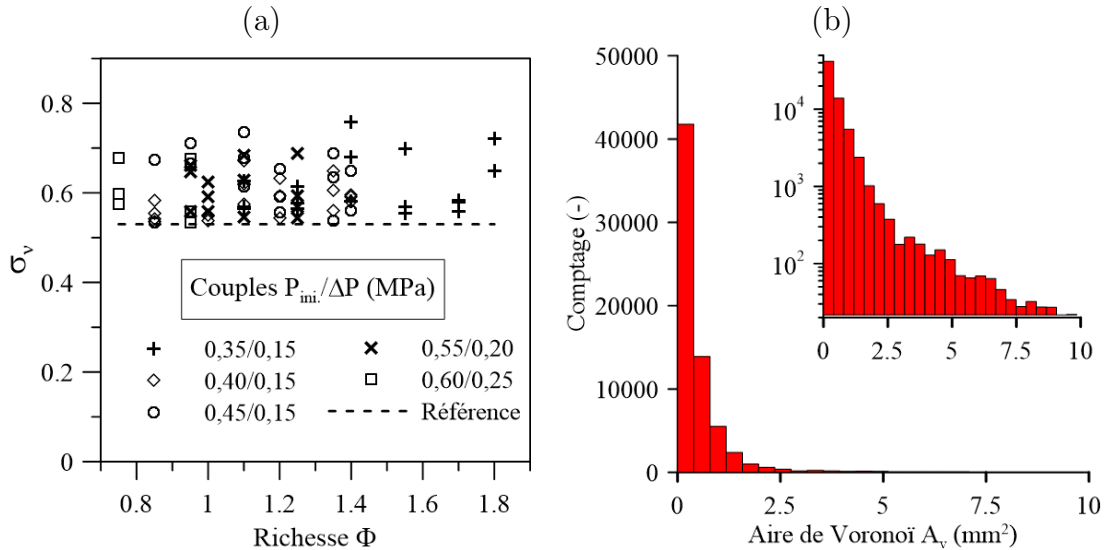 (a)
0.8
0.6
0.4
0.2
0
σν
0.8 1 1.2 1.4 1.6 1.8
Richesse Φ
Couples Pini./ΔP (MPa)
0,35/0,15
0,40/0,15
0,45/0,15
0,55/0,20
0,60/0,25
Référence
(b)
50000
40000
30000
20000
10000
0
Comptage (-)
0 2.5 5 7.5 10
Aire de Voronoï Av (mm²)
10⁴
10³
10²
0 2.5 5 7.5 10